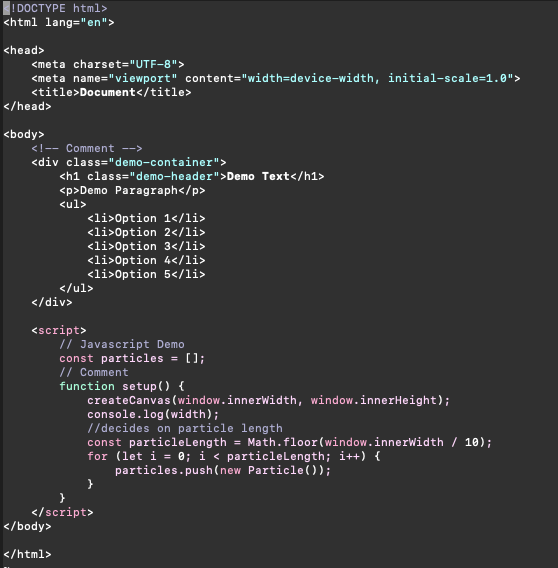 <!DOCTYPE html>
<html lang="en">
<head>
<meta charset="UTF-8">
<meta name="viewport" content="width=device-width, initial-scale=1.0">
<title>Document</title>
</head>
<body>
<!-- Comment -->
<div class="demo-container">
<h1 class="demo-header">Demo Text</h1>
<p>Demo Paragraph</p>
<ul>
<li>Option 1</li>
<li>Option 2</li>
<li>Option 3</li>
<li>Option 4</li>
<li>Option 5</li>
</ul>
</div>
<script>
// Javascript Demo
const particles = [];
// Comment
function setup() {
createCanvas(window.innerWidth, window.innerHeight);
console.log(width);
//decides on particle length
const particleLength = Math.floor(window.innerWidth / 10);
for (let i = 0; i < particleLength; i++) {
particles.push(new Particle());
}
}
</script>
</body>
</html>